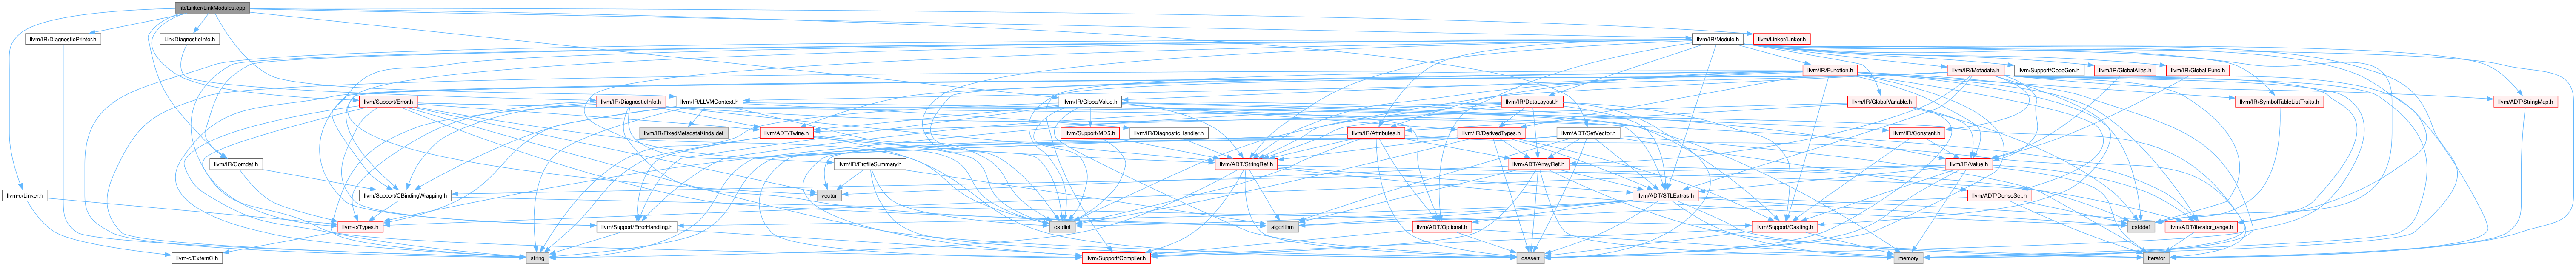 lib/Linker/LinkModules.cpp
llvm/IR/DiagnosticPrinter.h
LinkDiagnosticInfo.h
llvm/IR/Module.h
llvm/Linker/Linker.h
llvm/IR/Function.h
llvm/IR/Metadata.h
llvm/Support/CodeGen.h
llvm/IR/GlobalAlias.h
llvm/IR/GlobalIFunc.h
llvm/Support/Error.h
llvm/IR/DiagnosticInfo.h
llvm/IR/LLVMContext.h
llvm/IR/GlobalValue.h
llvm/IR/DataLayout.h
llvm/IR/GlobalVariable.h
llvm/IR/SymbolTableListTraits.h
llvm/ADT/StringMap.h
llvm/IR/FixedMetadataKinds.def
llvm/ADT/Twine.h
llvm/IR/DiagnosticHandler.h
llvm/Support/MD5.h
llvm/IR/Attributes.h
llvm/IR/DerivedTypes.h
llvm/ADT/SetVector.h
llvm/IR/Constant.h
llvm/IR/Comdat.h
llvm/IR/ProfileSummary.h
llvm/ADT/StringRef.h
llvm/ADT/ArrayRef.h
llvm/IR/Value.h
llvm-c/Linker.h
llvm/Support/CBindingWrapping.h
vector
llvm/ADT/STLExtras.h
llvm/ADT/DenseSet.h
llvm-c/Types.h
llvm/Support/ErrorHandling.h
cstdint
algorithm
llvm/ADT/Optional.h
llvm/Support/Casting.h
cstddef
llvm/ADT/iterator_range.h
llvm-c/ExternC.h
string
llvm/Support/Compiler.h
cassert
memory
iterator